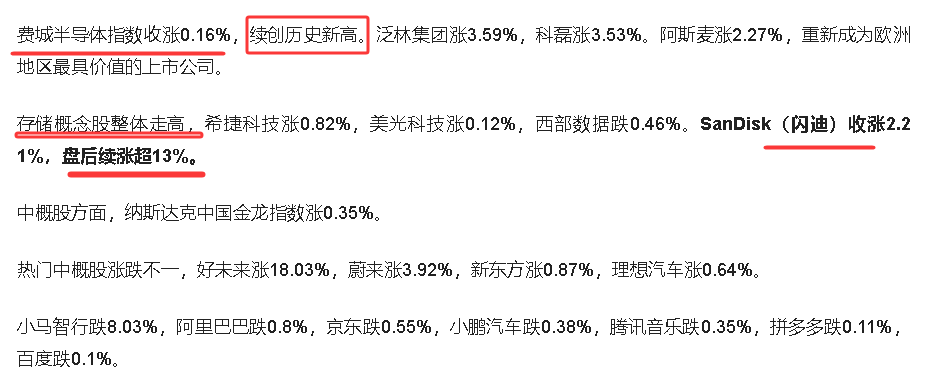 费城半导体指数收涨0.16%，续创历史新高。泛林集团涨3.59%，科磊涨3.53%。阿斯麦涨2.27%，重新成为欧洲
地区最具价值的上市公司。
存储概念股整体走高，希捷科技涨0.82%，美光科技涨0.12%，西部数据跌0.46%。SanDisk（闪迪）收涨2.2
1%，盘后续涨超13%。
中概股方面，纳斯达克中国金龙指数涨0.35%。
热门中概股涨跌不一，好未来涨18.03%，蔚来涨3.92%，新东方涨0.87%，理想汽车涨0.64%。
小马智行跌8.03%，阿里巴巴跌0.8%，京东跌0.55%，小鹏汽车跌0.38%，腾讯音乐跌0.35%，拼多多跌0.11%，
百度跌0.1%。